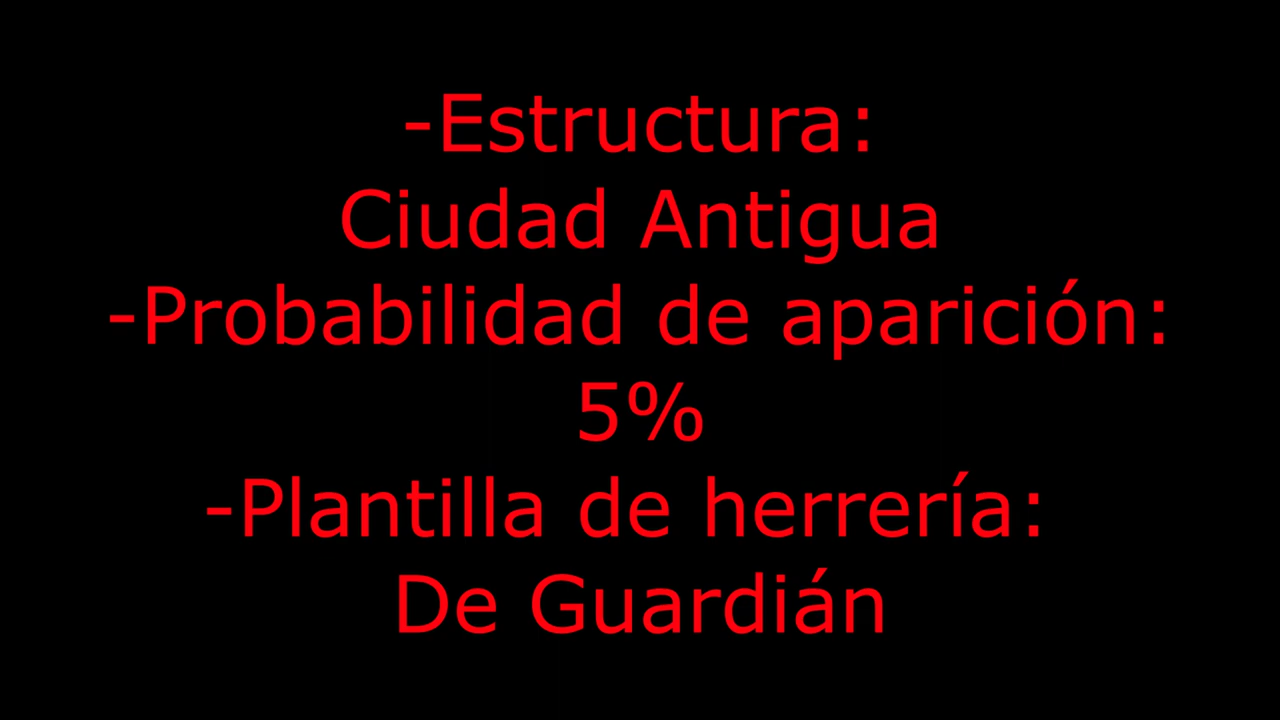 -Estructura:
Ciudad Antigua
-Probabilidad de aparición:
5%
-Plantilla de herrería:
De Guardián